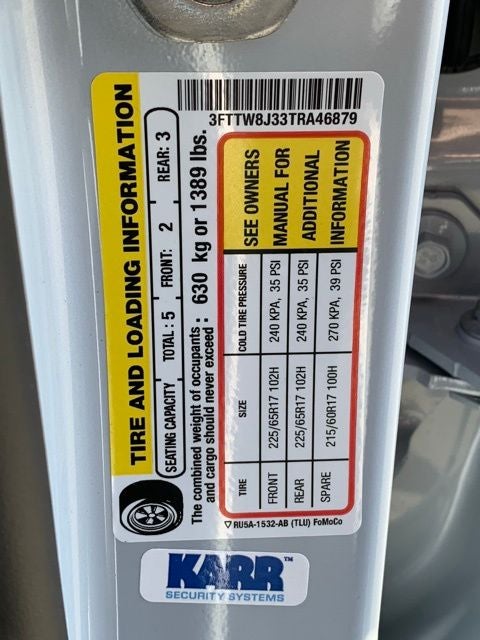 3FTTW8J33TRA46879
TIRE AND LOADING INFORMATION
SEATING CAPACITY TOTAL : 5 FRONT: 2 REAR: 3
The combined weight of occupants : 630 kg or 1389 lbs.
and cargo should never exceed :
TIRE SIZE COLD TIRE PRESSURE SEE OWNERS
FRONT 225/65R17 102H 240 KPA, 35 PSI MANUAL FOR
REAR 225/65R17 102H 240 KPA, 35 PSI ADDITIONAL
SPARE 215/60R17 100H 270 KPA, 39 PSI INFORMATION
RU5A-1532-AB (TLU) FoMoCo
KARR™
SECURITY SYSTEMS